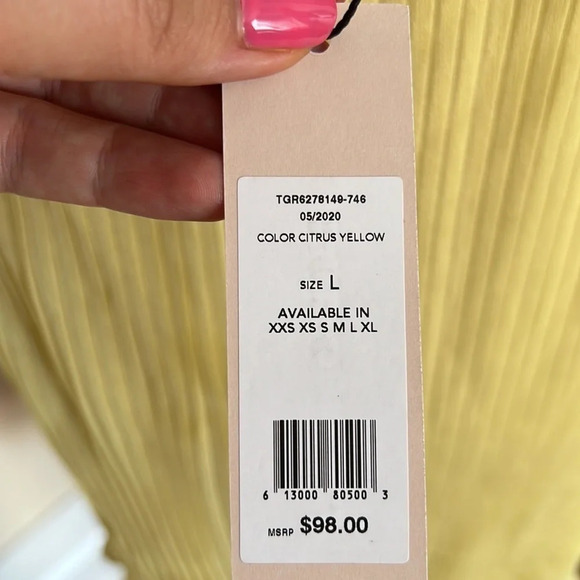 TGR6278149-746
05/2020
COLOR CITRUS YELLOW
SIZE L
AVAILABLE IN
XXS XS S M L XL
6 13000 80500 3
MSRP $98.00